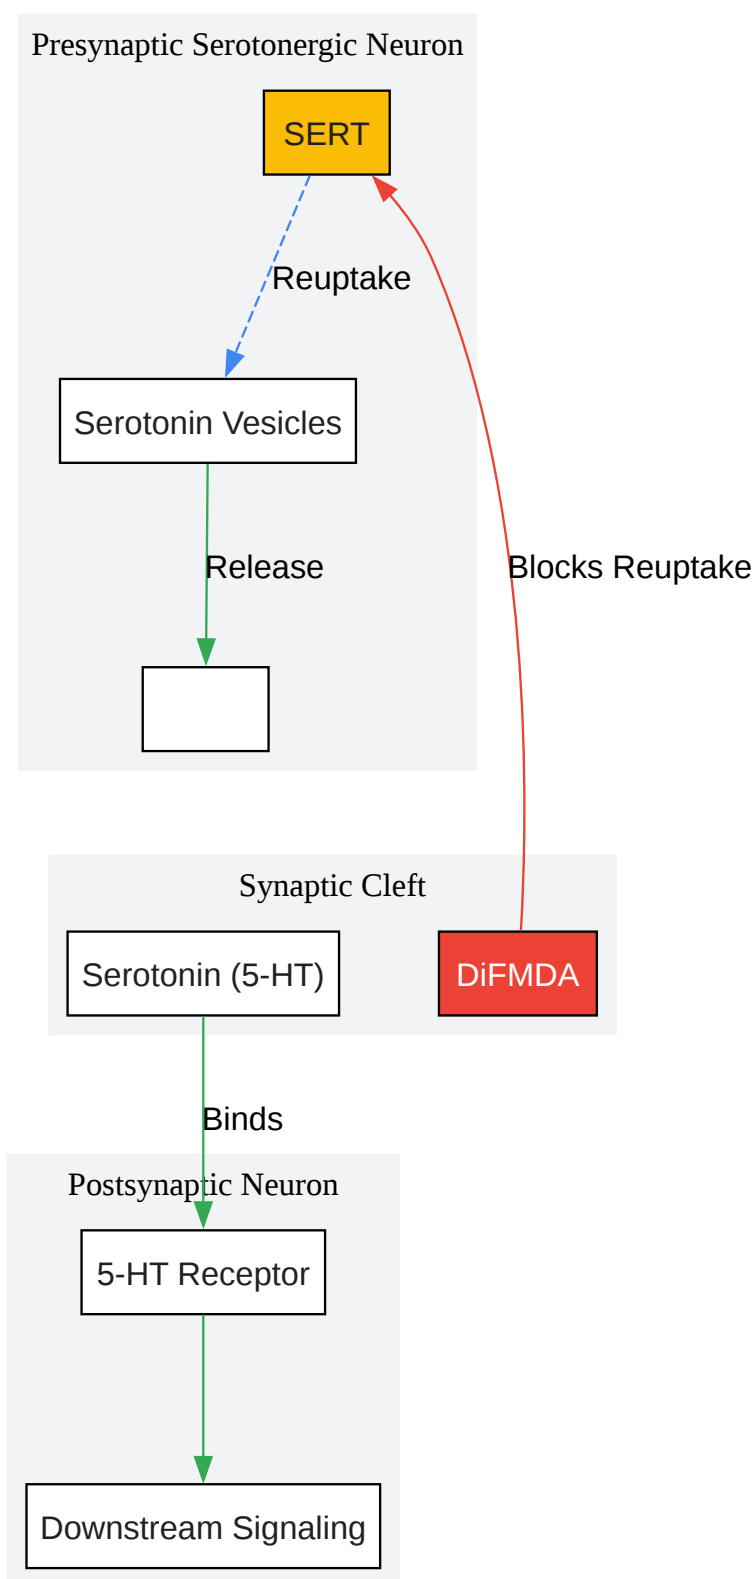 Presynaptic Serotonergic Neuron
SERT
Reuptake
Serotonin Vesicles
Release
Blocks Reuptake
Synaptic Cleft
Serotonin (5-HT)
DiFMDA
Binds
Postsynaptic Neuron
5-HT Receptor
Downstream Signaling